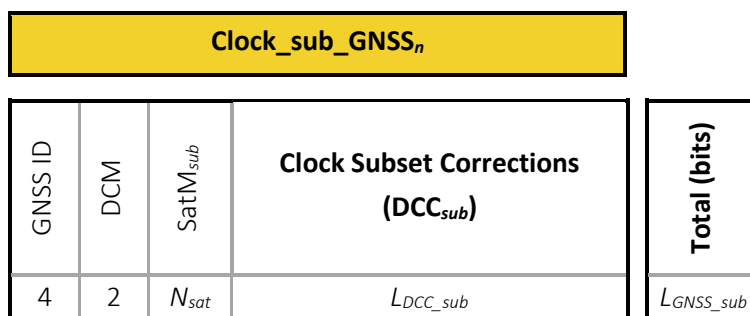 Clock_sub_GNSSn
GNSS ID
DCM
SatMsub
Clock Subset Corrections
(DCCsub)
Total (bits)
4 2 Nsat LDCC_sub LGNSS_sub